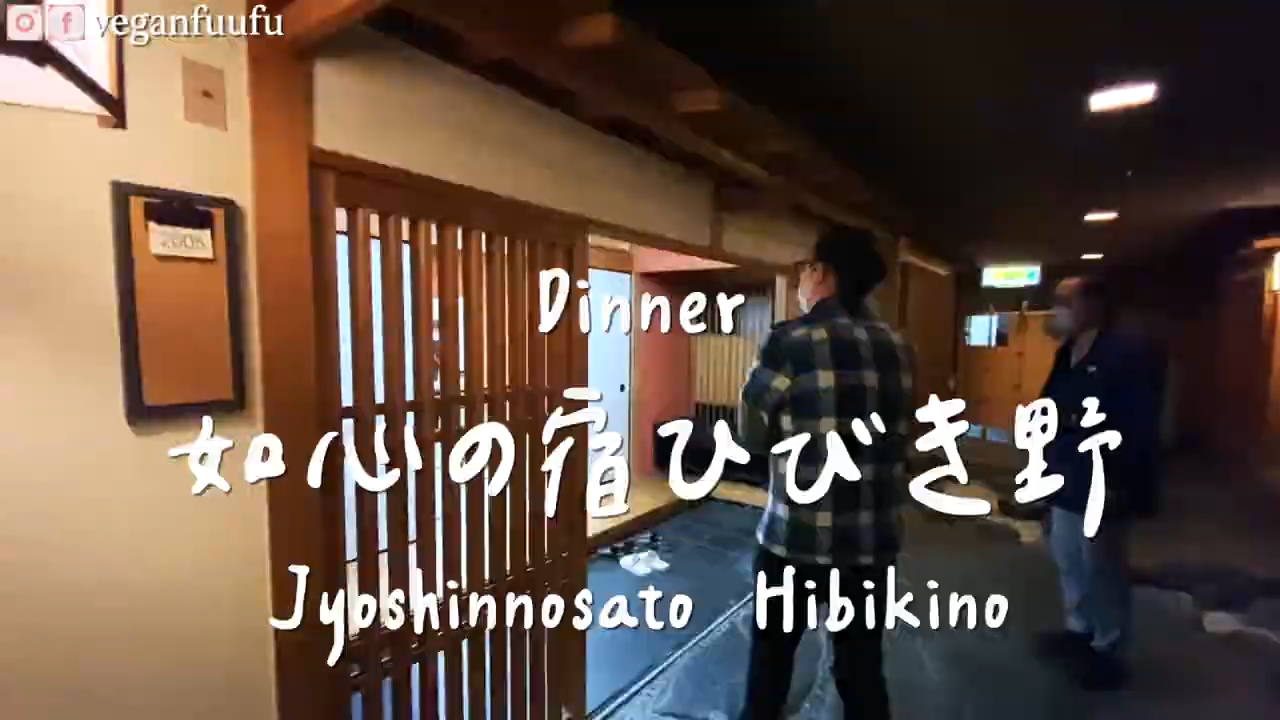 veganfuufu
Dinner
如心の宿ひびき野
Jyoshinnosato Hibikino